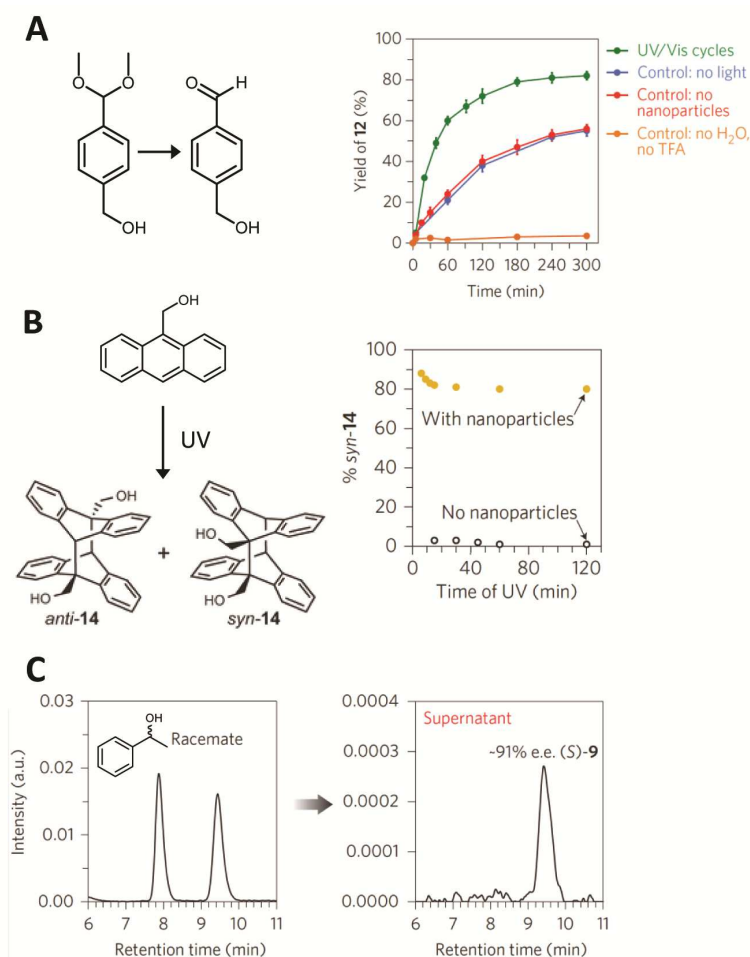 A
O
O
OH
O
H
OH
Yield of 12 (%)
100
80
60
40
20
0
0 60 120 180 240 300
Time (min)
UV/Vis cycles
Control: no light
Control: no
nanoparticles
Control: no H₂O,
no TFA
B
OH
UV
OH
HO
anti-14
+
HO
HO
syn-14
% syn-14
100
80
60
40
20
0
With nanoparticles
No nanoparticles
0 30 60 90 120
Time of UV (min)
C
Intensity (a.u.)
0.03
0.02
0.01
0.00
OH
Racemate
6 7 8 9 10 11
Retention time (min)
0.0004
0.0003
0.0002
0.0001
0.0000
Supernatant
~91% e.e. (S)-9
6 7 8 9 10 11
Retention time (min)